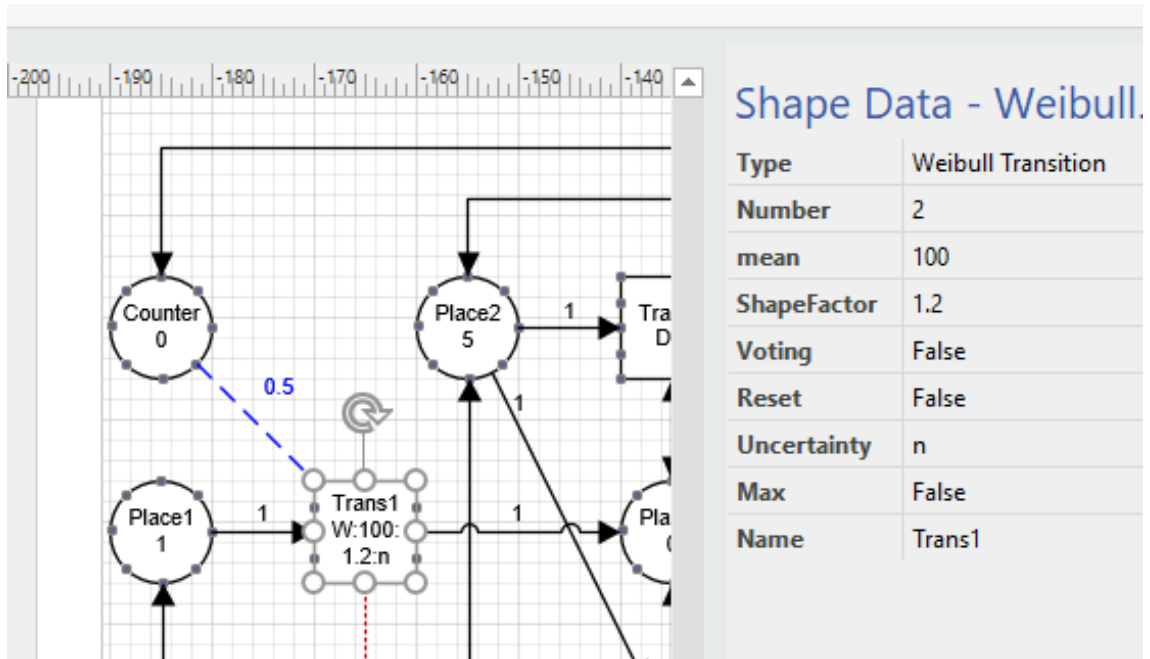 -200 -190 -180 -170 -160 -150 -140
Shape Data - Weibull.
Type Weibull Transition
Number 2
mean 100
ShapeFactor 1.2
Voting False
Reset False
Uncertainty n
Max False
Name Trans1
Counter
0
Place2
5
1
Tra
D
0.5
1
Place1
1
1
Trans1
W:100:
1.2:n
1
Pla